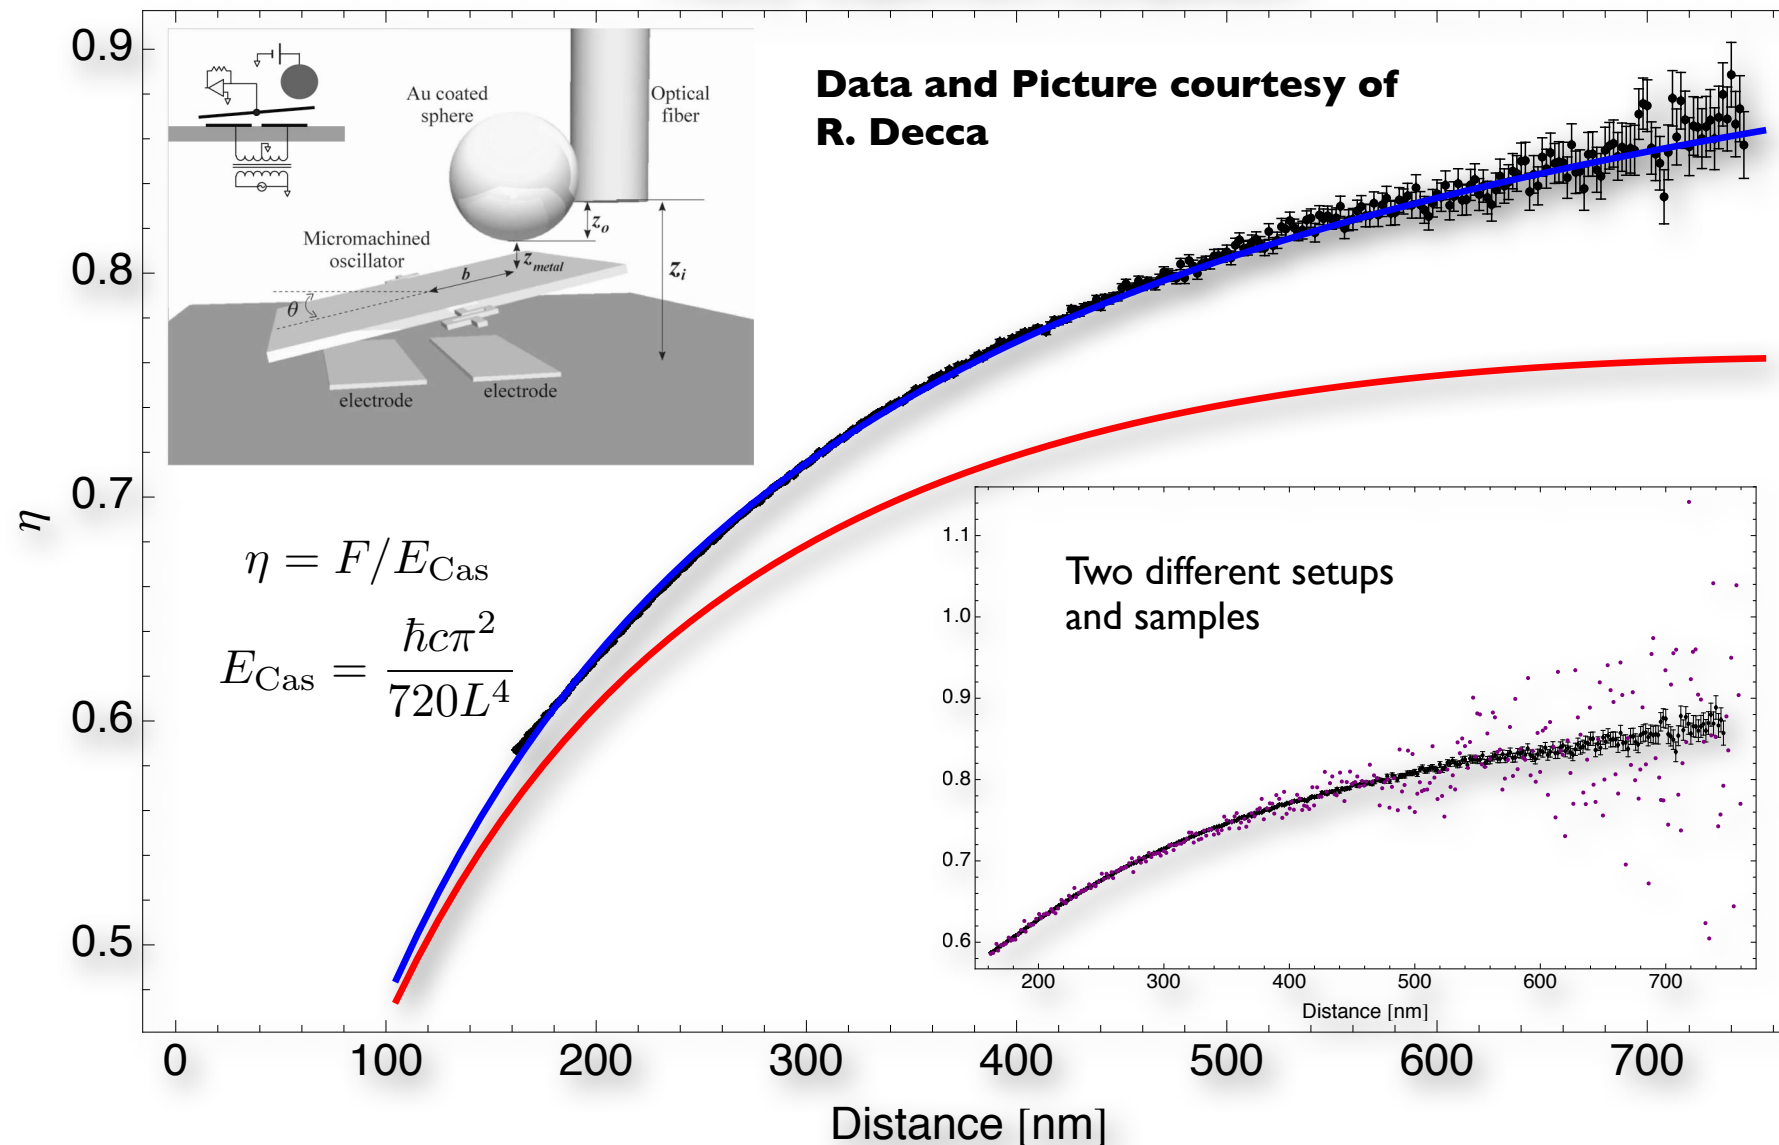 Data and Picture courtesy of
R. Decca
Au coated
sphere
Optical
fiber
Micromachined
oscillator
z_o
z_metal
z_i
b
θ
electrode
electrode
η = F/E_Cas
E_Cas = ħcπ² / 720L⁴
η
0.9
0.8
0.7
0.6
0.5
0 100 200 300 400 500 600 700
Distance [nm]
Two different setups
and samples
1.1
1.0
0.9
0.8
0.7
0.6
200 300 400 500 600 700
Distance [nm]